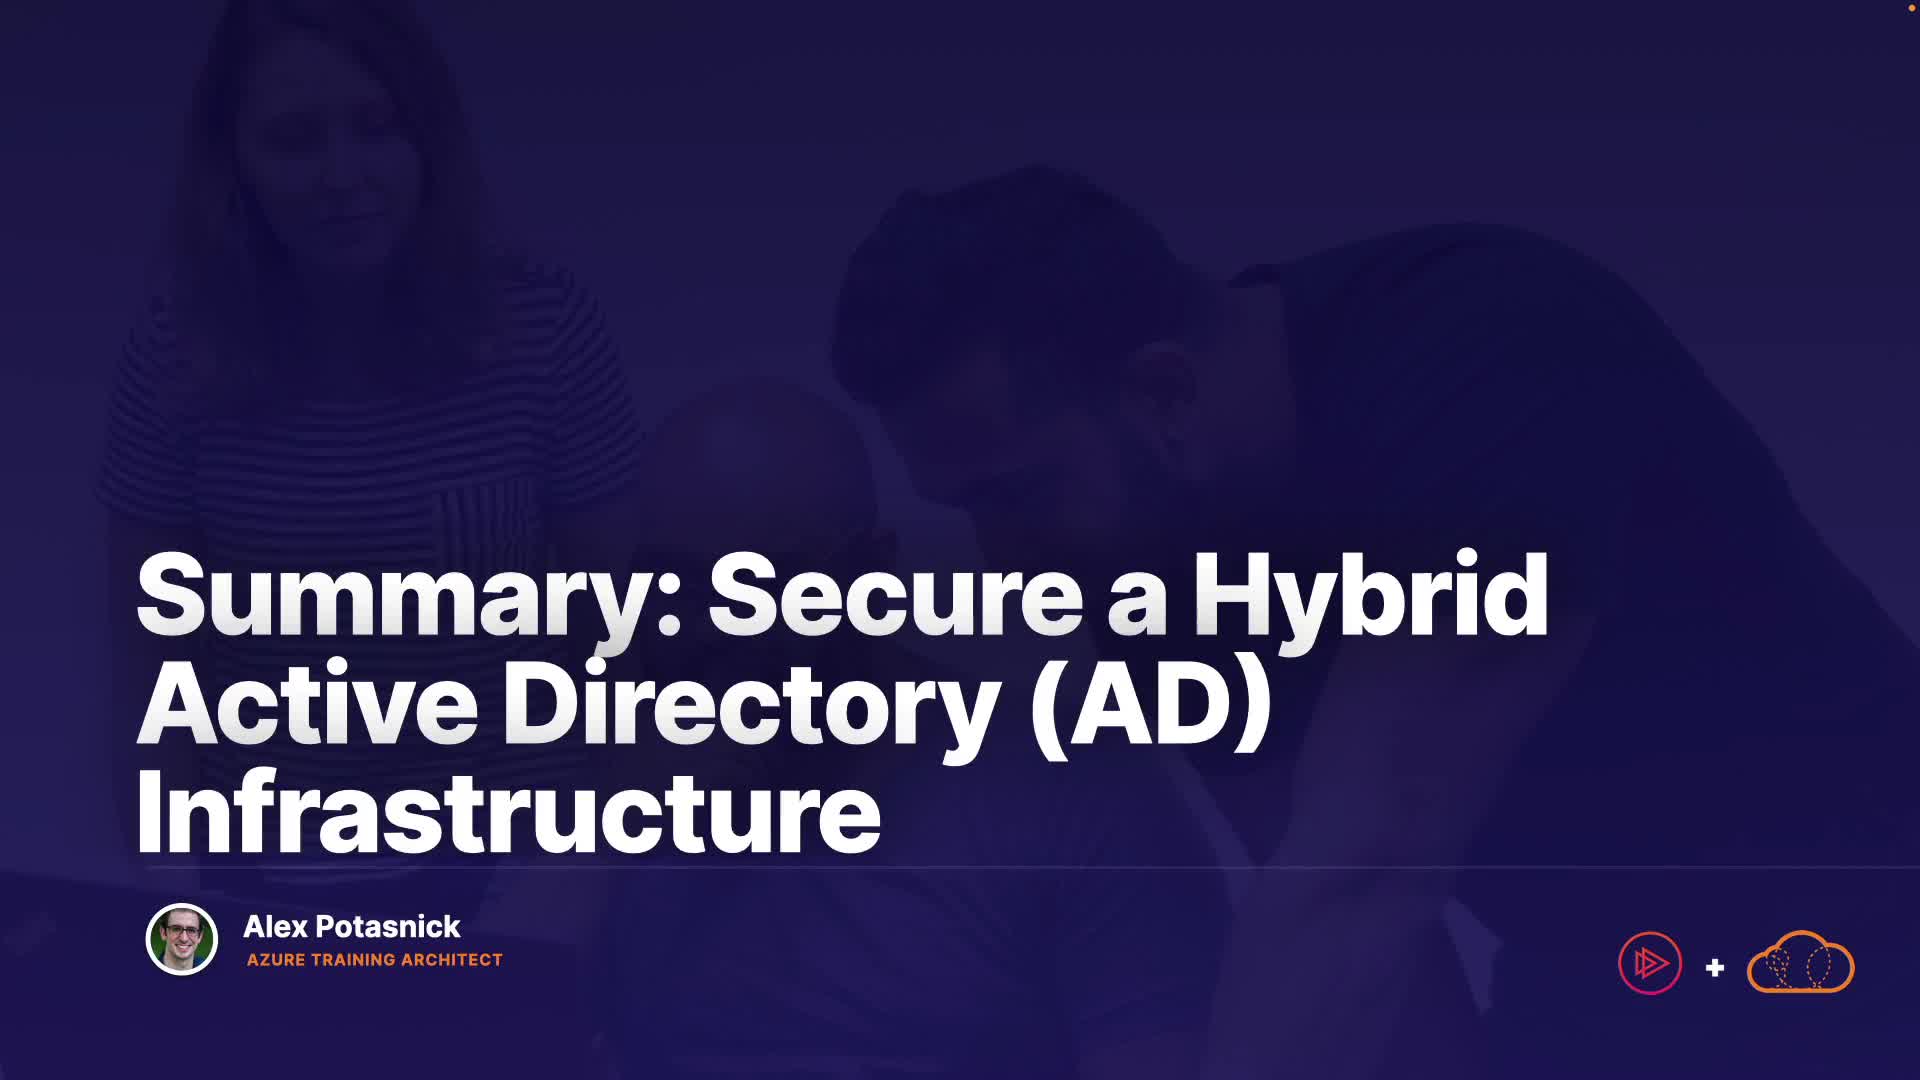 Summary: Secure a Hybrid
Active Directory (AD)
Infrastructure
Alex Potasnick
AZURE TRAINING ARCHITECT